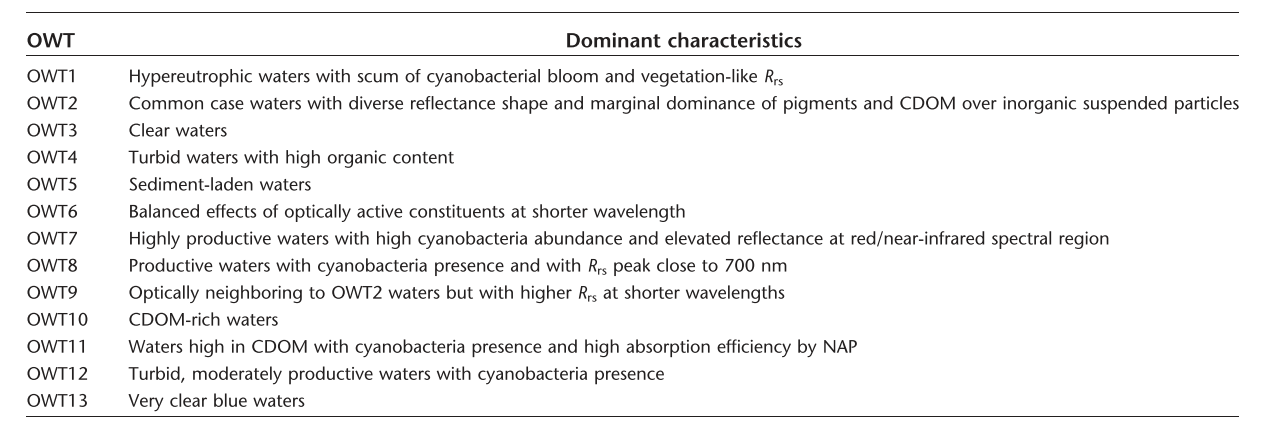 OWT Dominant characteristics
OWT1 Hypereutrophic waters with scum of cyanobacterial bloom and vegetation-like Rrs
OWT2 Common case waters with diverse reflectance shape and marginal dominance of pigments and CDOM over inorganic suspended particles
OWT3 Clear waters
OWT4 Turbid waters with high organic content
OWT5 Sediment-laden waters
OWT6 Balanced effects of optically active constituents at shorter wavelength
OWT7 Highly productive waters with high cyanobacteria abundance and elevated reflectance at red/near-infrared spectral region
OWT8 Productive waters with cyanobacteria presence and with Rrs peak close to 700 nm
OWT9 Optically neighboring to OWT2 waters but with higher Rrs at shorter wavelengths
OWT10 CDOM-rich waters
OWT11 Waters high in CDOM with cyanobacteria presence and high absorption efficiency by NAP
OWT12 Turbid, moderately productive waters with cyanobacteria presence
OWT13 Very clear blue waters